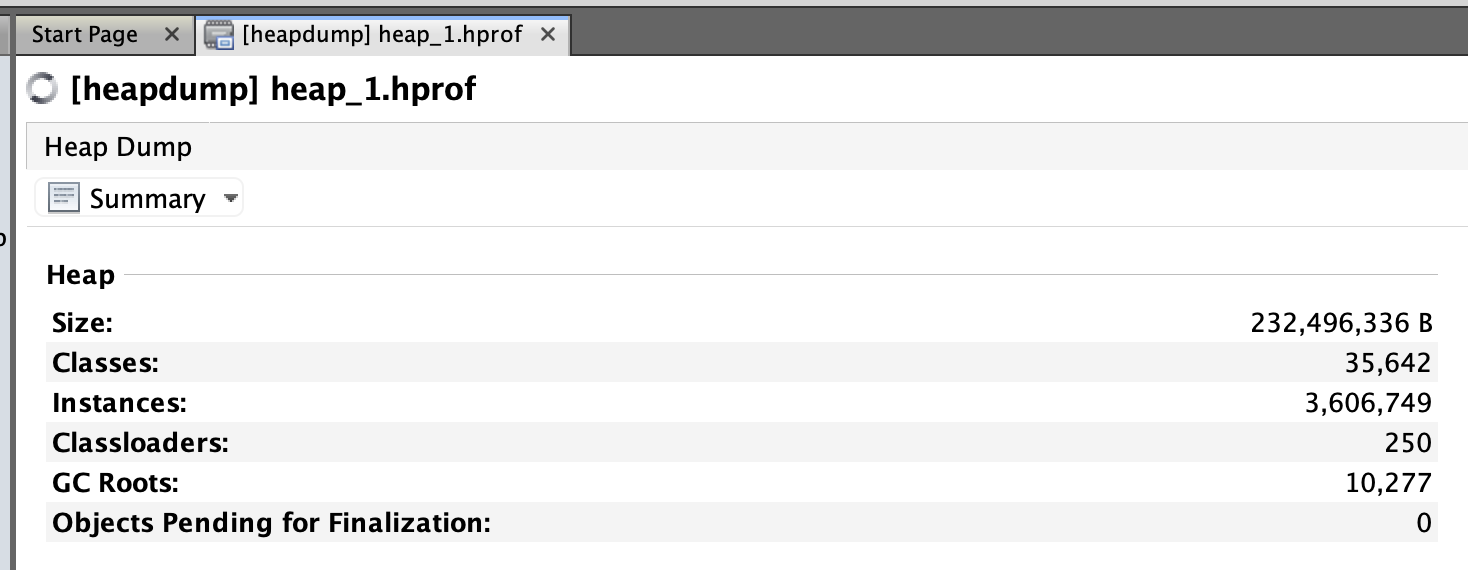 Start Page
[heapdump] heap_1.hprof
[heapdump] heap_1.hprof
Heap Dump
Summary
Heap
Size: 232,496,336 B
Classes: 35,642
Instances: 3,606,749
Classloaders: 250
GC Roots: 10,277
Objects Pending for Finalization: 0